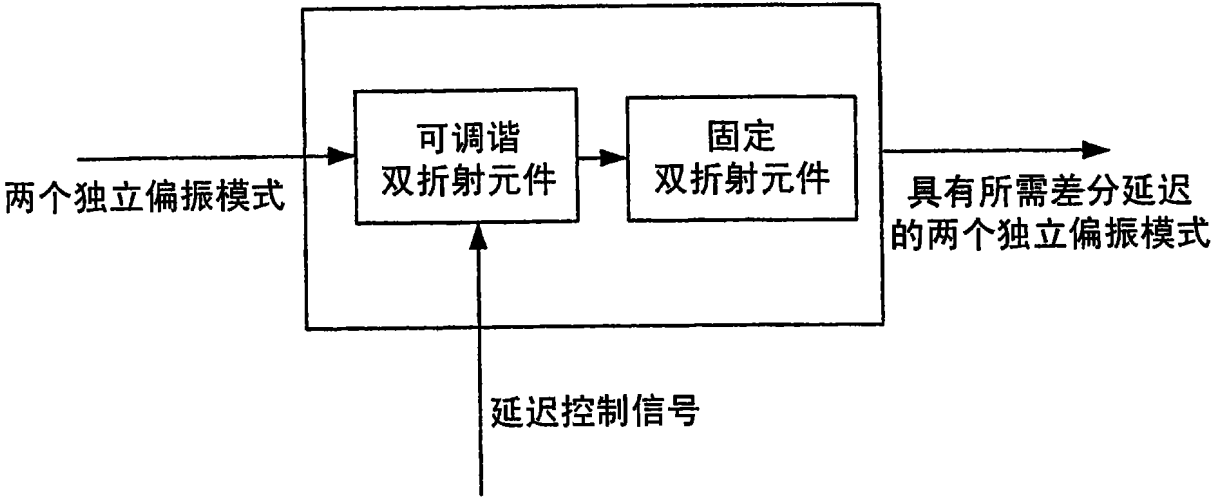 两个独立偏振模式
可调谐
双折射元件
固定
双折射元件
具有所需差分延迟
的两个独立偏振模式
延迟控制信号